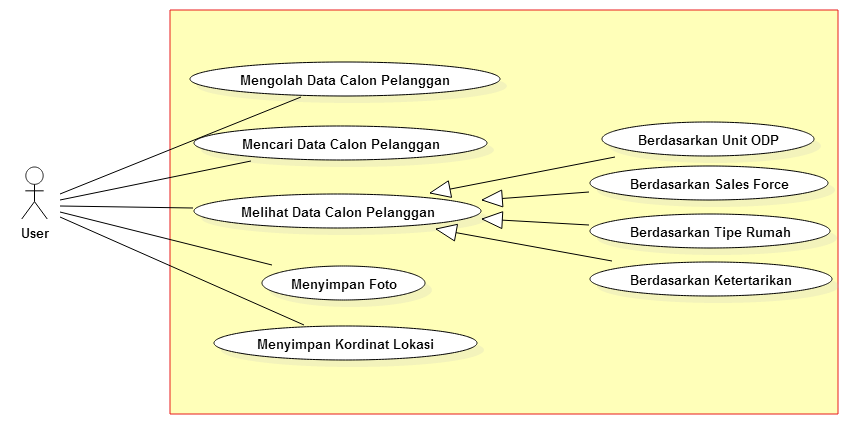 User
Mengolah Data Calon Pelanggan
Mencari Data Calon Pelanggan
Melihat Data Calon Pelanggan
Menyimpan Foto
Menyimpan Kordinat Lokasi
Berdasarkan Unit ODP
Berdasarkan Sales Force
Berdasarkan Tipe Rumah
Berdasarkan Ketertarikan